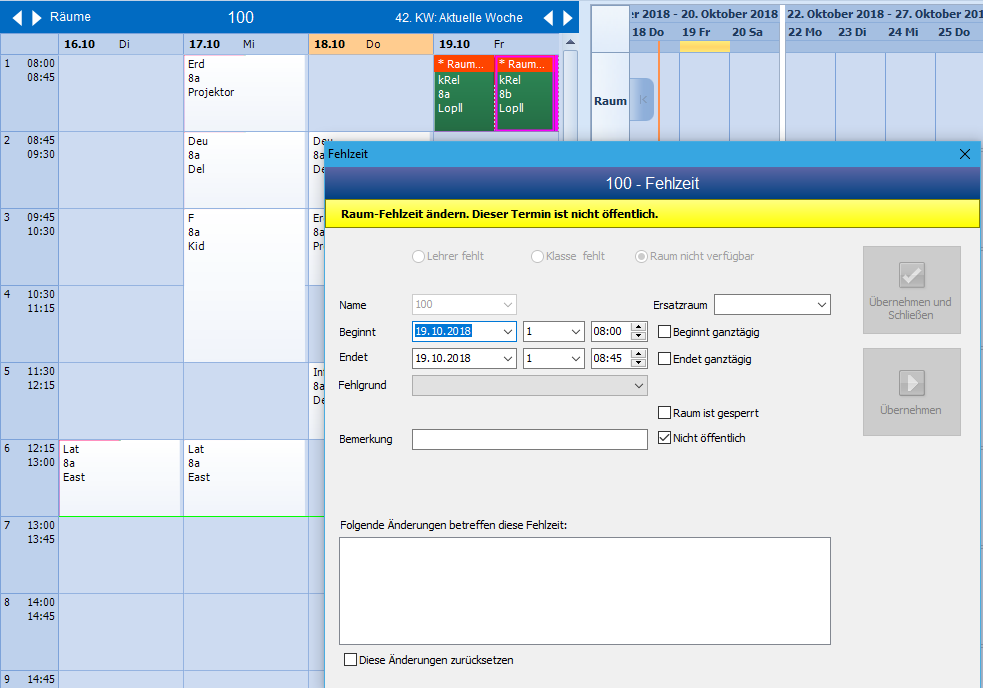 Räume 100 42. KW: Aktuelle Woche
16.10 Di 17.10 Mi 18.10 Do 19.10 Fr
1 08:00
08:45
Erd
8a
Projektor
* Raum...
kRel
8a
Lopll
* Raum...
kRel
8b
Lopll
2 08:45
09:30
Deu
8a
Del
Deu
8a
De
3 09:45
10:30
F
8a
Kid
Er
8a
Pr
4 10:30
11:15
5 11:30
12:15
8a
De
6 12:15
13:00
Lat
8a
East
Lat
8a
East
7 13:00
13:45
8 14:00
14:45
9 14:45
r 2018 - 20. Oktober 2018 22. Oktober 2018 - 27. Oktober 201
18 Do 19 Fr 20 Sa 22 Mo 23 Di 24 Mi 25 Do
Raum K
Fehlzeit
100 - Fehlzeit
Raum-Fehlzeit ändern. Dieser Termin ist nicht öffentlich.
Lehrer fehlt Klasse fehlt Raum nicht verfügbar
Name 100 Ersatzraum
Beginnt 19.10.2018 1 08:00 Beginnt ganztägig
Endet 19.10.2018 1 08:45 Endet ganztägig
Fehlgrund
Raum ist gesperrt
Bemerkung Nicht öffentlich
Übernehmen und
Schließen
Übernehmen
Folgende Änderungen betreffen diese Fehlzeit:
Diese Änderungen zurücksetzen